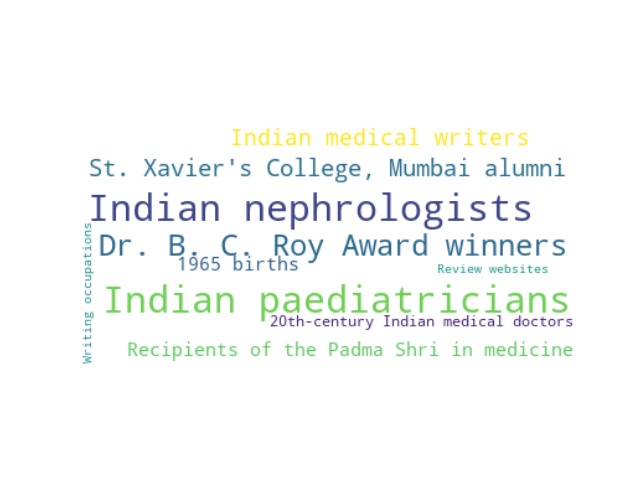 Indian medical writers
St. Xavier's College, Mumbai alumni
Indian nephrologists
Dr. B. C. Roy Award winners
1965 births
Review websites
Writing occupations
Indian paediatricians
20th-century Indian medical doctors
Recipients of the Padma Shri in medicine